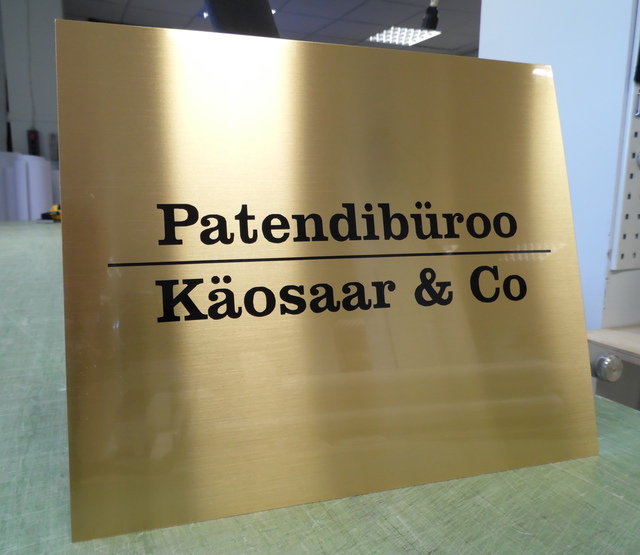 Patendibüroo
Käosaar & Co